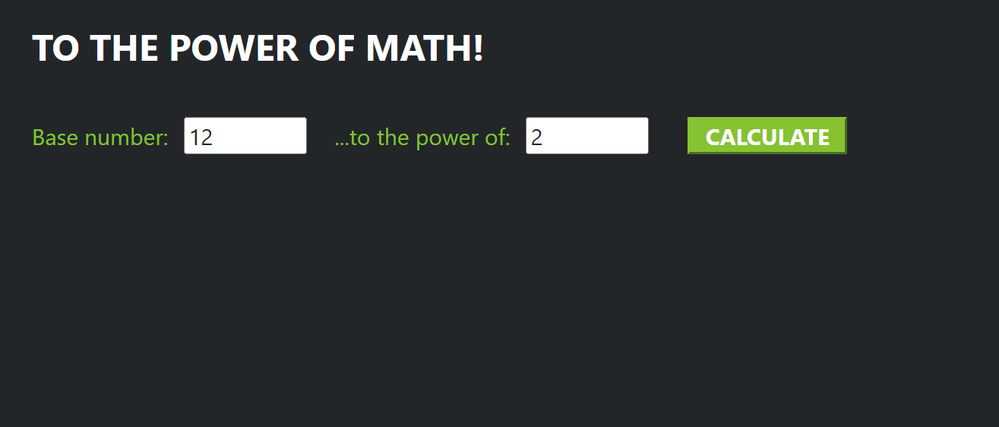 TO THE POWER OF MATH!
Base number: 12 ...to the power of: 2 CALCULATE